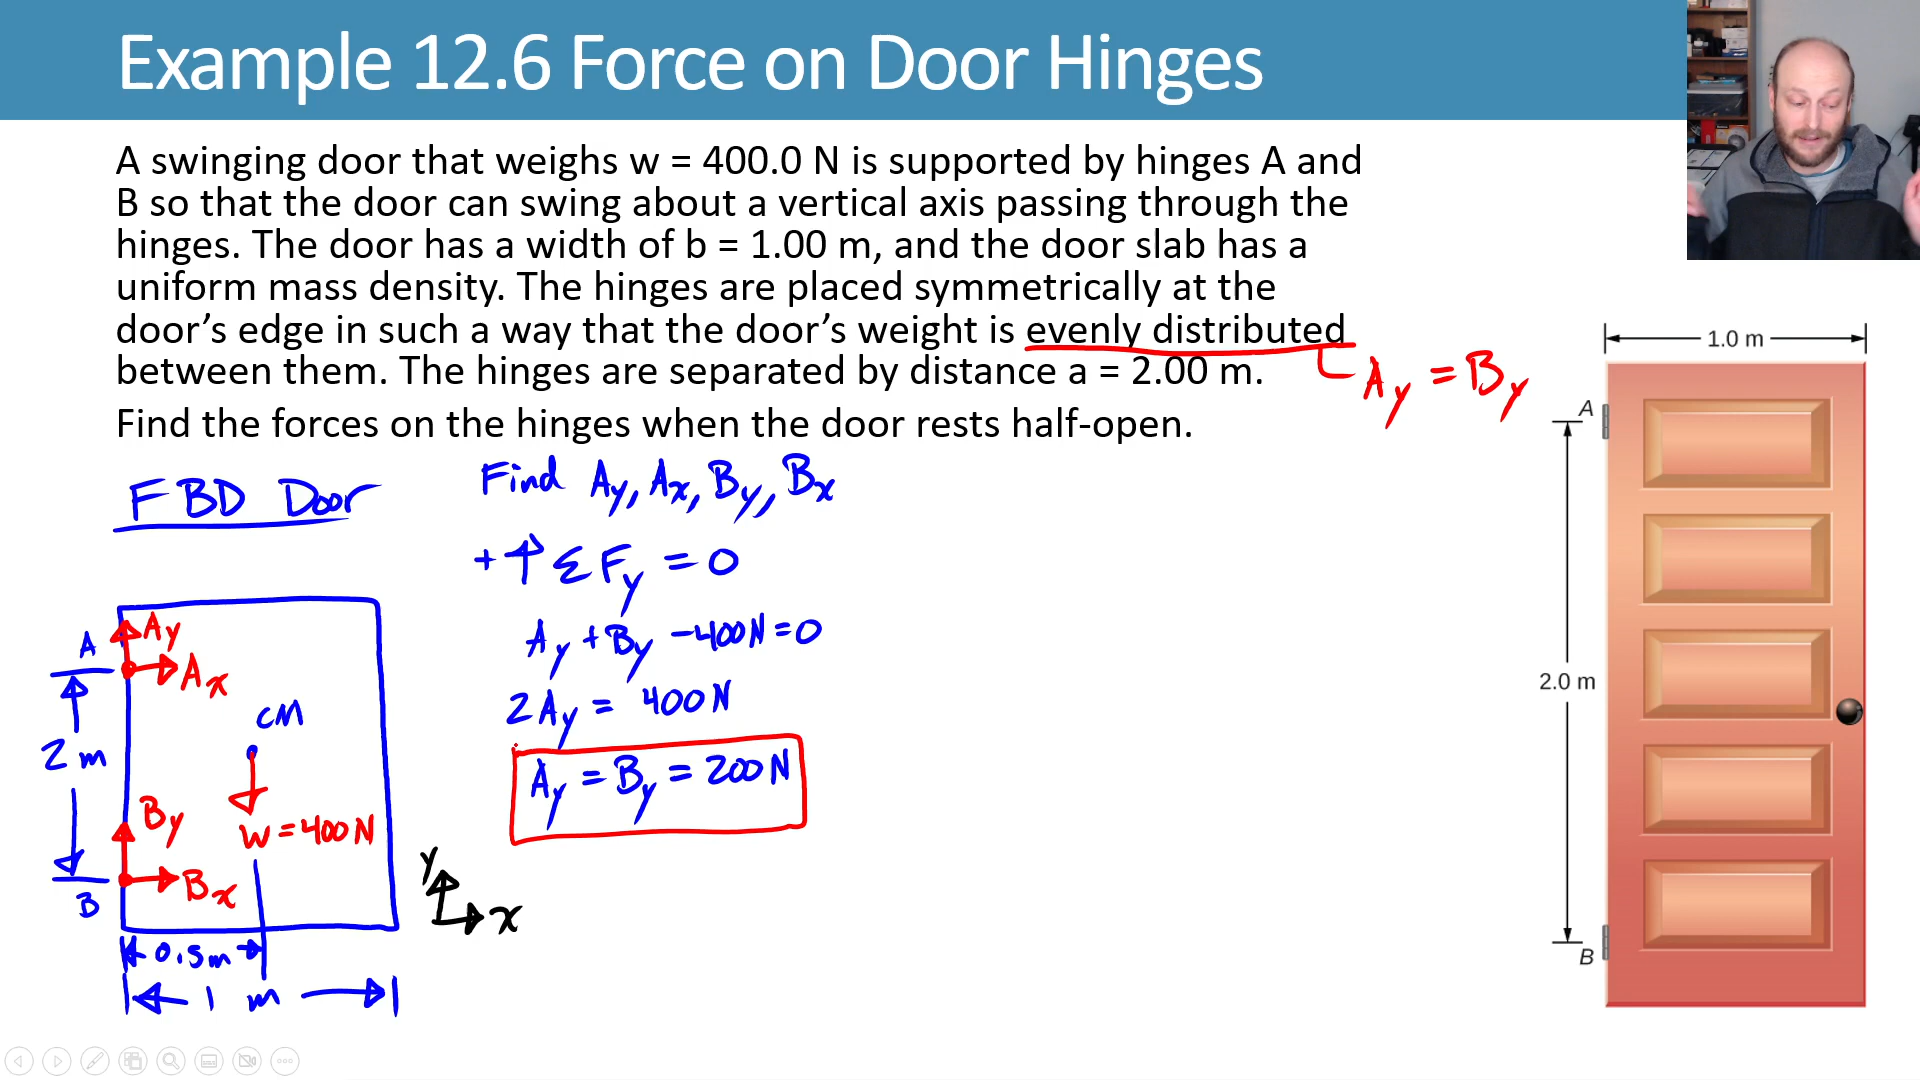 Example 12.6 Force on Door Hinges
A swinging door that weighs w = 400.0 N is supported by hinges A and
B so that the door can swing about a vertical axis passing through the
hinges. The door has a width of b = 1.00 m, and the door slab has a
uniform mass density. The hinges are placed symmetrically at the
door’s edge in such a way that the door’s weight is evenly distributed
between them. The hinges are separated by distance a = 2.00 m.
Ay = By
Find the forces on the hinges when the door rests half-open.
FBD Door
Find Ay, Ax, By, Bx
+↑ ΣFy = 0
Ay + By - 400N = 0
2Ay = 400N
Ay = By = 200N
A
Ay
Ax
CM
2 m
By
W = 400N
Bx
B
y
x
0.5m
1 m
1.0 m
A
2.0 m
B